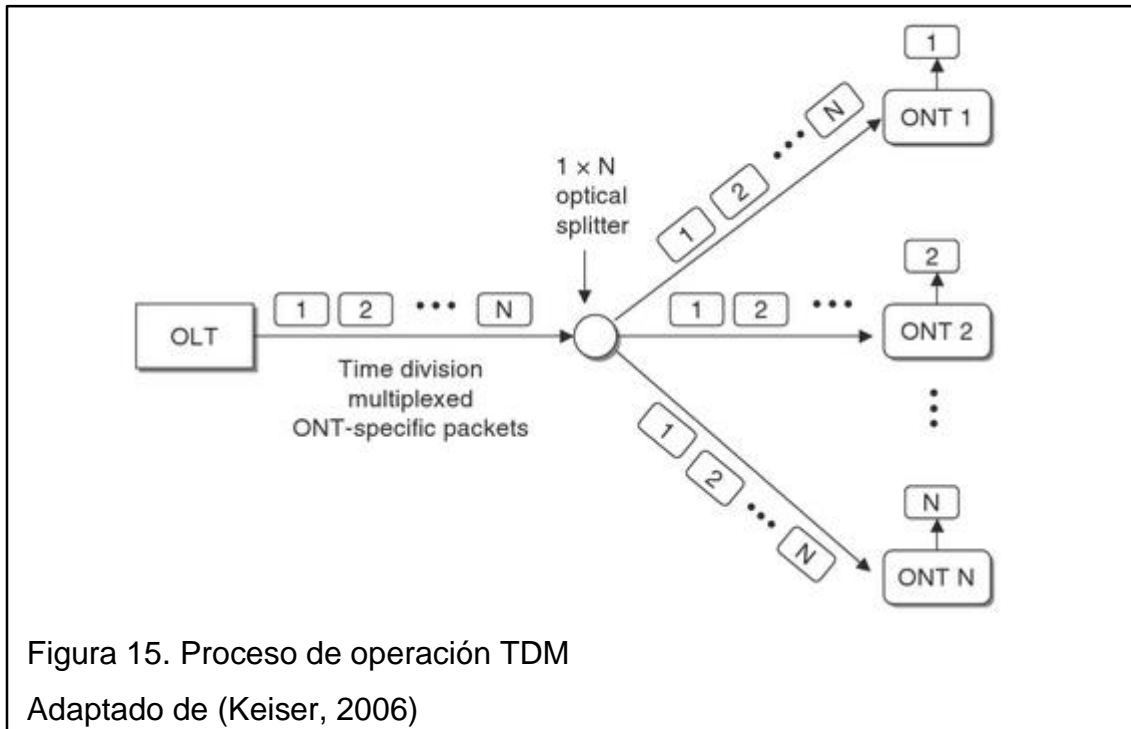 1
ONT 1
1 2 ••• N
1 × N
optical
splitter
2
1 2 ••• N
1 2 •••
OLT
ONT 2
Time division
multiplexed
ONT-specific packets
1 2 ••• N
N
ONT N
Figura 15. Proceso de operación TDM
Adaptado de (Keiser, 2006)